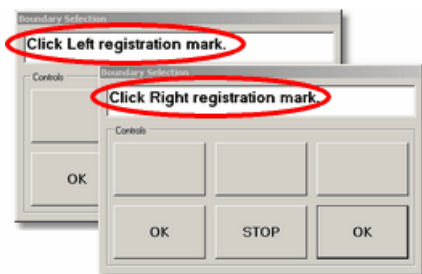 Boundary Selection
Click Left registration mark.
Controls
OK
Boundary Selection
Click Right registration mark.
Controls
OK STOP OK